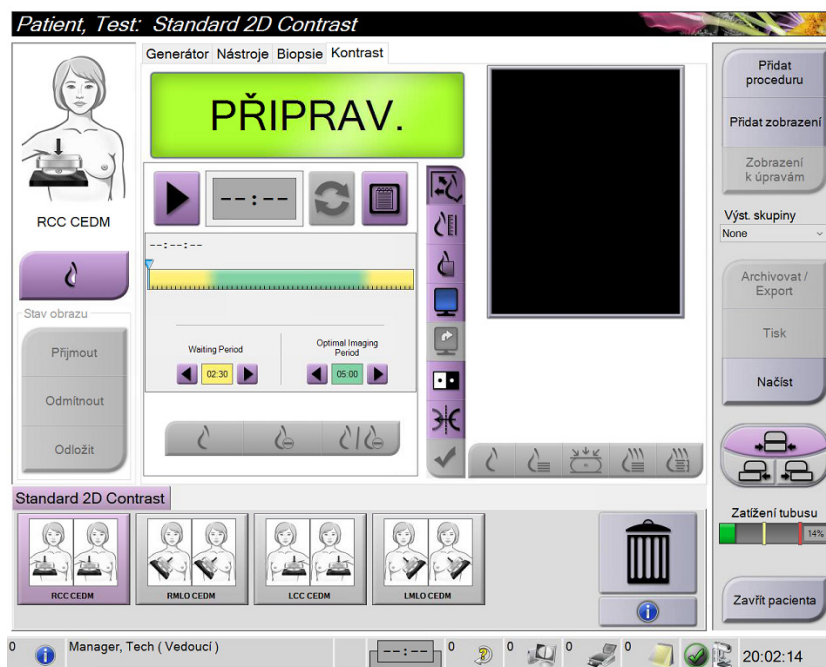 Patient, Test: Standard 2D Contrast
Generátor Nástroje Biopsie Kontrast
PŘIPRAV.
--:--
--:--:--
Waiting Period
Optimal Imaging
Period
02:30
05:00
RCC CEDM
Stav obrazu
Přijmout
Odmítnout
Odložit
Přidat
proceduru
Přidat zobrazení
Zobrazení
k úpravám
Výst. skupiny
None
Archivovat /
Export
Tisk
Načíst
Zatížení tubusu
14%
Zavřít pacienta
Standard 2D Contrast
RCC CEDM
RMLO CEDM
LCC CEDM
LMLO CEDM
0
Manager, Tech ( Vedoucí )
--:--
0
0
0
0
20:02:14